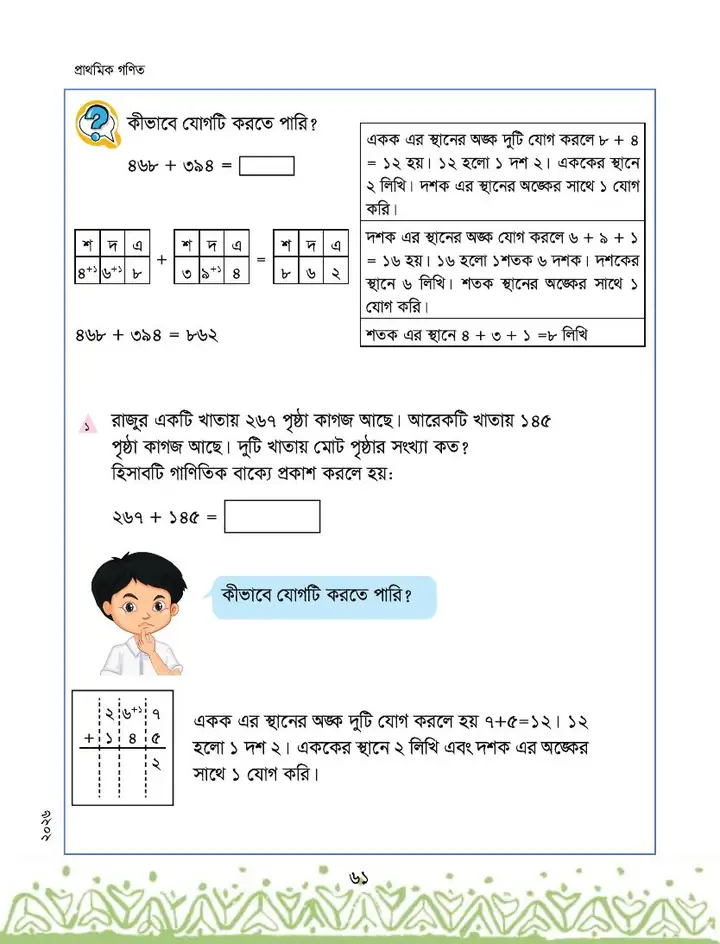 প্রাথমিক গণিত
কীভাবে যোগটি করতে পারি?
৪৬৮ + ৩৯৪ =
একক এর স্থানের অঙ্ক দুটি যোগ করলে ৮ + ৪
= ১২ হয়। ১২ হলো ১ দশ ২। এককের স্থানে
২ লিখি। দশক এর স্থানের অঙ্কের সাথে ১ যোগ
করি।
দশক এর স্থানের অঙ্ক যোগ করলে ৬ + ৯ + ১
= ১৬ হয়। ১৬ হলো ১শতক ৬ দশক। দশকের
স্থানে ৬ লিখি। শতক স্থানের অঙ্কের সাথে ১
যোগ করি।
শতক এর স্থানে ৪ + ৩ + ১ =৮ লিখি
শ দ এ শ দ এ শ দ এ
৪+১ ৬+১ ৮ + ৩ ৯+১ ৪ = ৮ ৬ ২
৪৬৮ + ৩৯৪ = ৮৬২
১ রাজুর একটি খাতায় ২৬৭ পৃষ্ঠা কাগজ আছে। আরেকটি খাতায় ১৪৫
পৃষ্ঠা কাগজ আছে। দুটি খাতায় মোট পৃষ্ঠার সংখ্যা কত?
হিসাবটি গাণিতিক বাক্যে প্রকাশ করলে হয়:
২৬৭ + ১৪৫ =
কীভাবে যোগটি করতে পারি?
২ ৬+১ ৭
+ ১ ৪ ৫
২
একক এর স্থানের অঙ্ক দুটি যোগ করলে হয় ৭+৫=১২। ১২
হলো ১ দশ ২। এককের স্থানে ২ লিখি এবং দশক এর অঙ্কের
সাথে ১ যোগ করি।
২০২৬
৬১